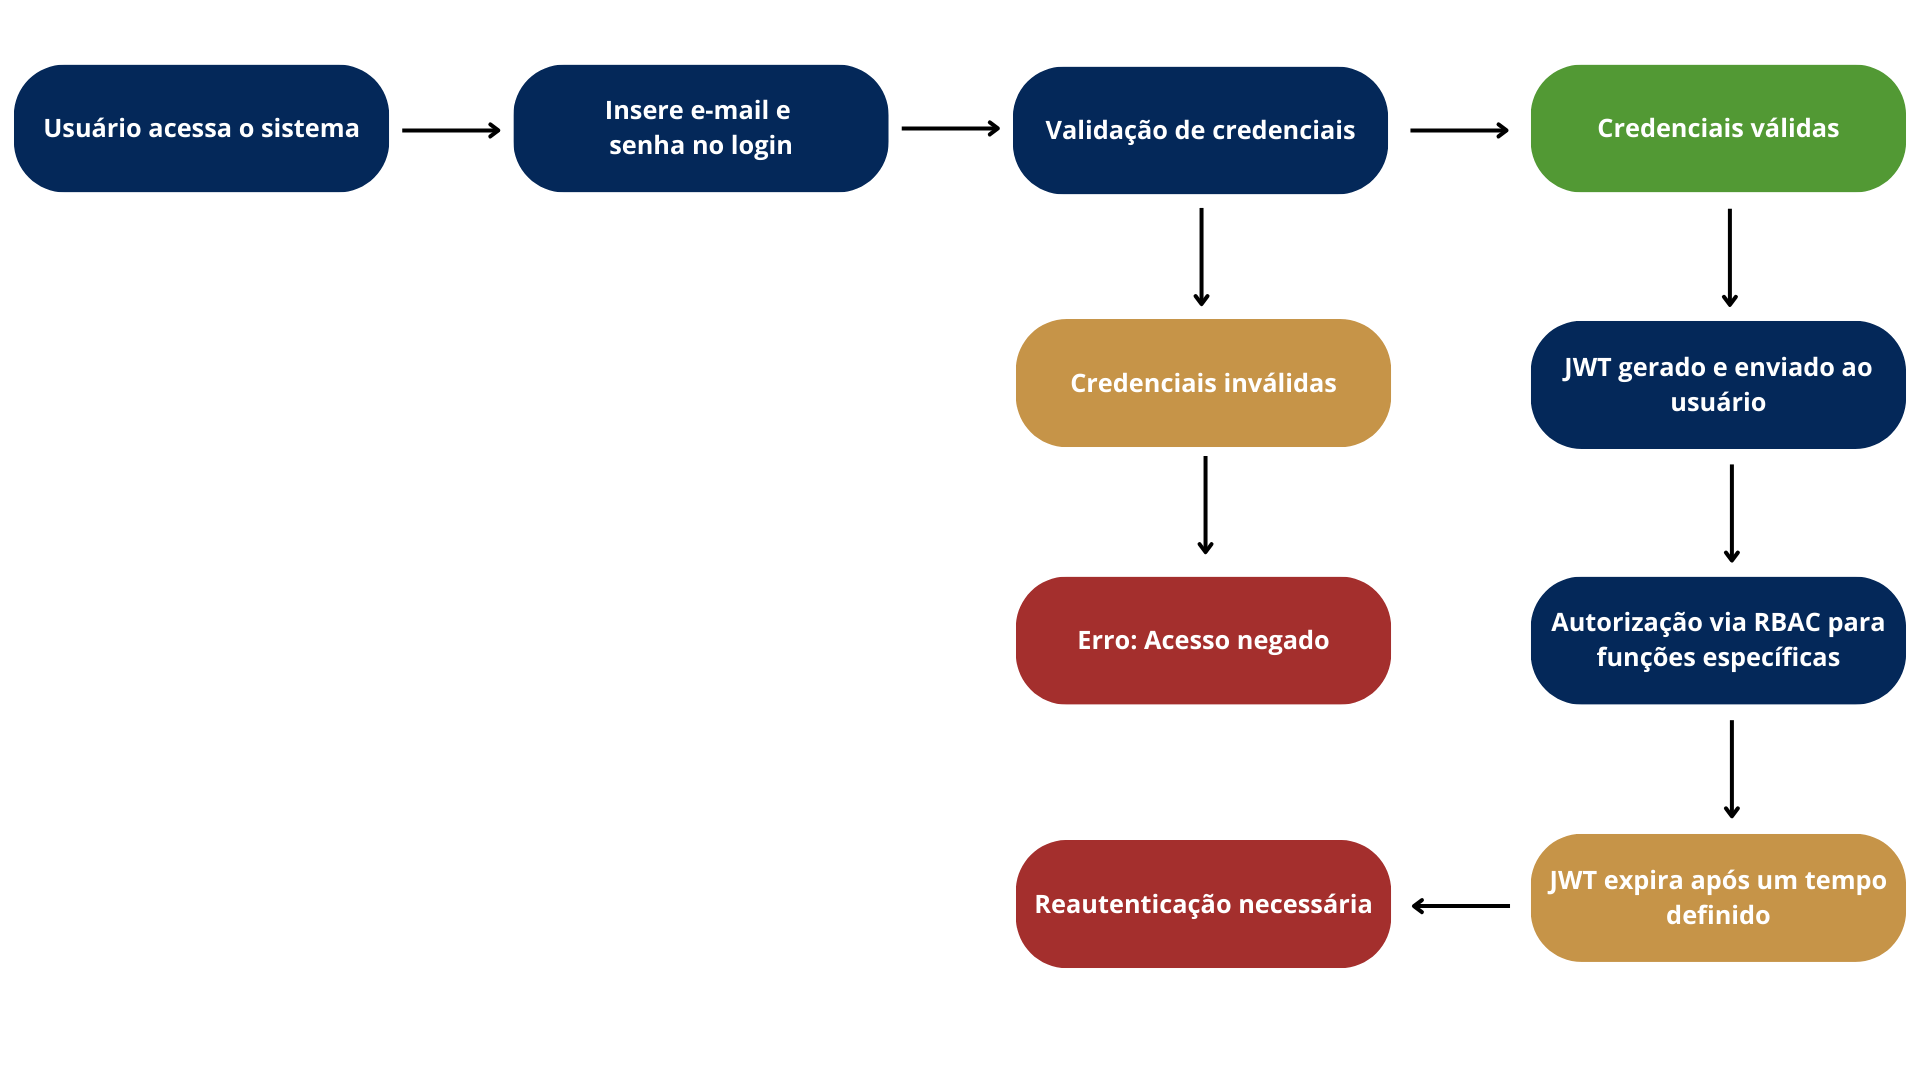 Usuário acessa o sistema
Insere e-mail e
senha no login
Validação de credenciais
Credenciais válidas
Credenciais inválidas
JWT gerado e enviado ao
usuário
Erro: Acesso negado
Autorização via RBAC para
funções específicas
Reautenticação necessária
JWT expira após um tempo
definido